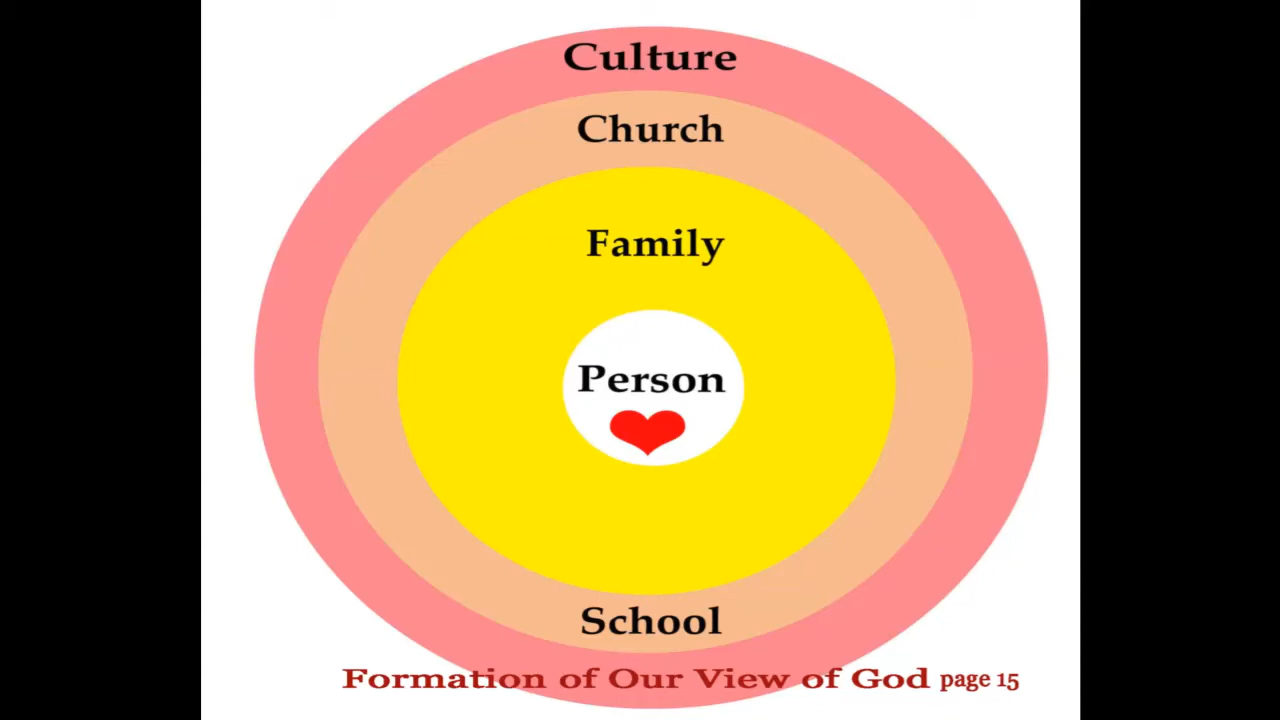 Culture
Church
Family
Person
School
Formation of Our View of God page 15